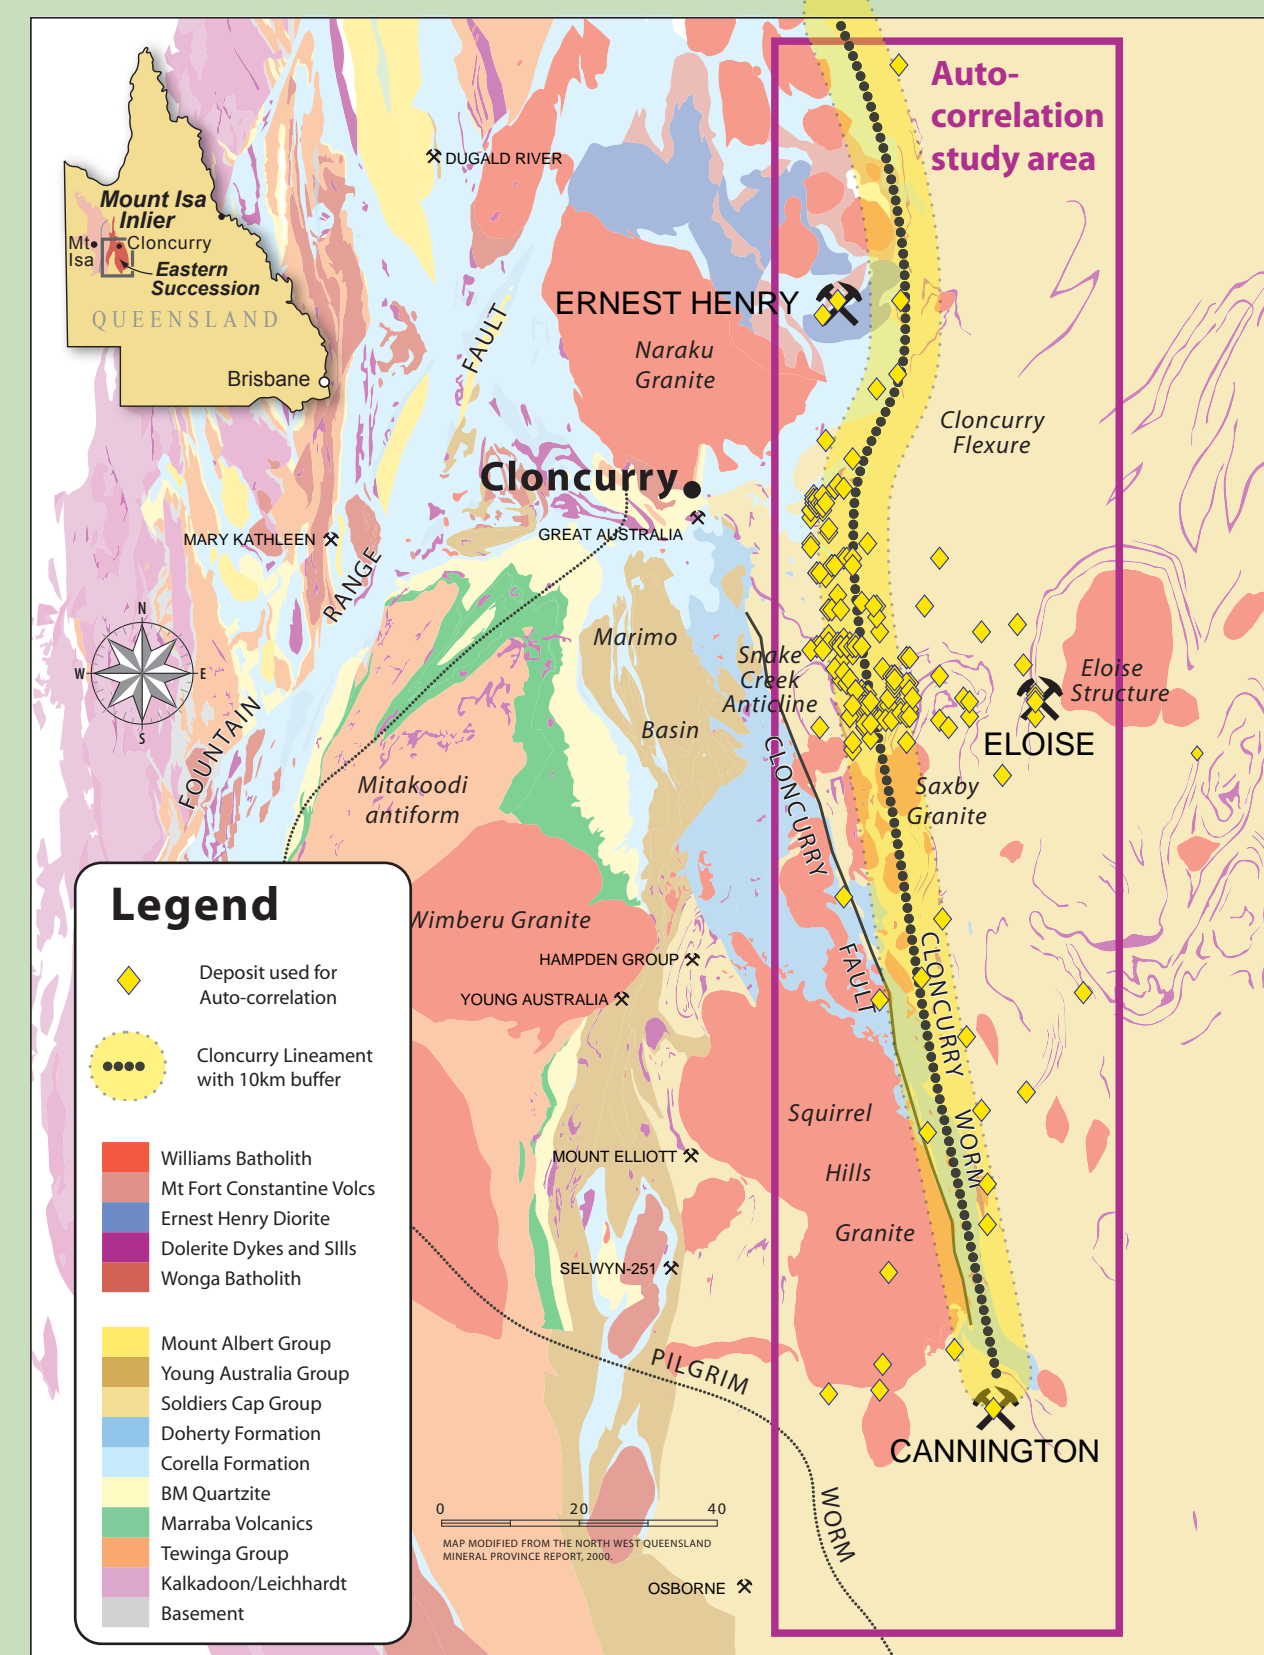 Auto-
correlation
study area
DUGALD RIVER
Mount Isa
Inlier
Mt
Isa
Cloncurry
Eastern
Succession
QUEENSLAND
Brisbane
FAULT
ERNEST HENRY
Naraku
Granite
Cloncurry
Flexure
Cloncurry
GREAT AUSTRALIA
MARY KATHLEEN
RANGE
FOUNTAIN
N
W
E
S
Marimo
Basin
Snake
Creek
Anticline
Eloise
Structure
ELOISE
Mitakoodi
antiform
CLONCURRY
FAULT
Saxby
Granite
Wimberu Granite
HAMPDEN GROUP
YOUNG AUSTRALIA
CLONCURRY
WORM
Squirrel
Hills
Granite
MOUNT ELLIOTT
SELWYN-251
PILGRIM
WORM
CANNINGTON
OSBORNE
0 20 40
MAP MODIFIED FROM THE NORTH WEST QUEENSLAND
MINERAL PROVINCE REPORT, 2000.
Legend
Deposit used for
Auto-correlation
Cloncurry Lineament
with 10km buffer
Williams Batholith
Mt Fort Constantine Volcs
Ernest Henry Diorite
Dolerite Dykes and SIlls
Wonga Batholith
Mount Albert Group
Young Australia Group
Soldiers Cap Group
Doherty Formation
Corella Formation
BM Quartzite
Marraba Volcanics
Tewinga Group
Kalkadoon/Leichhardt
Basement